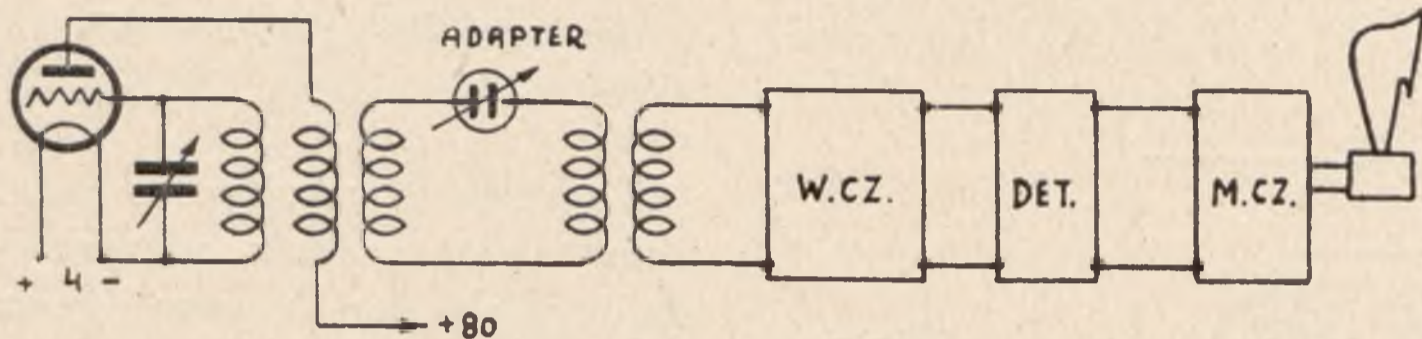 ADAPTER
W.CZ.
DET.
M.CZ.
+ 4 -
+80